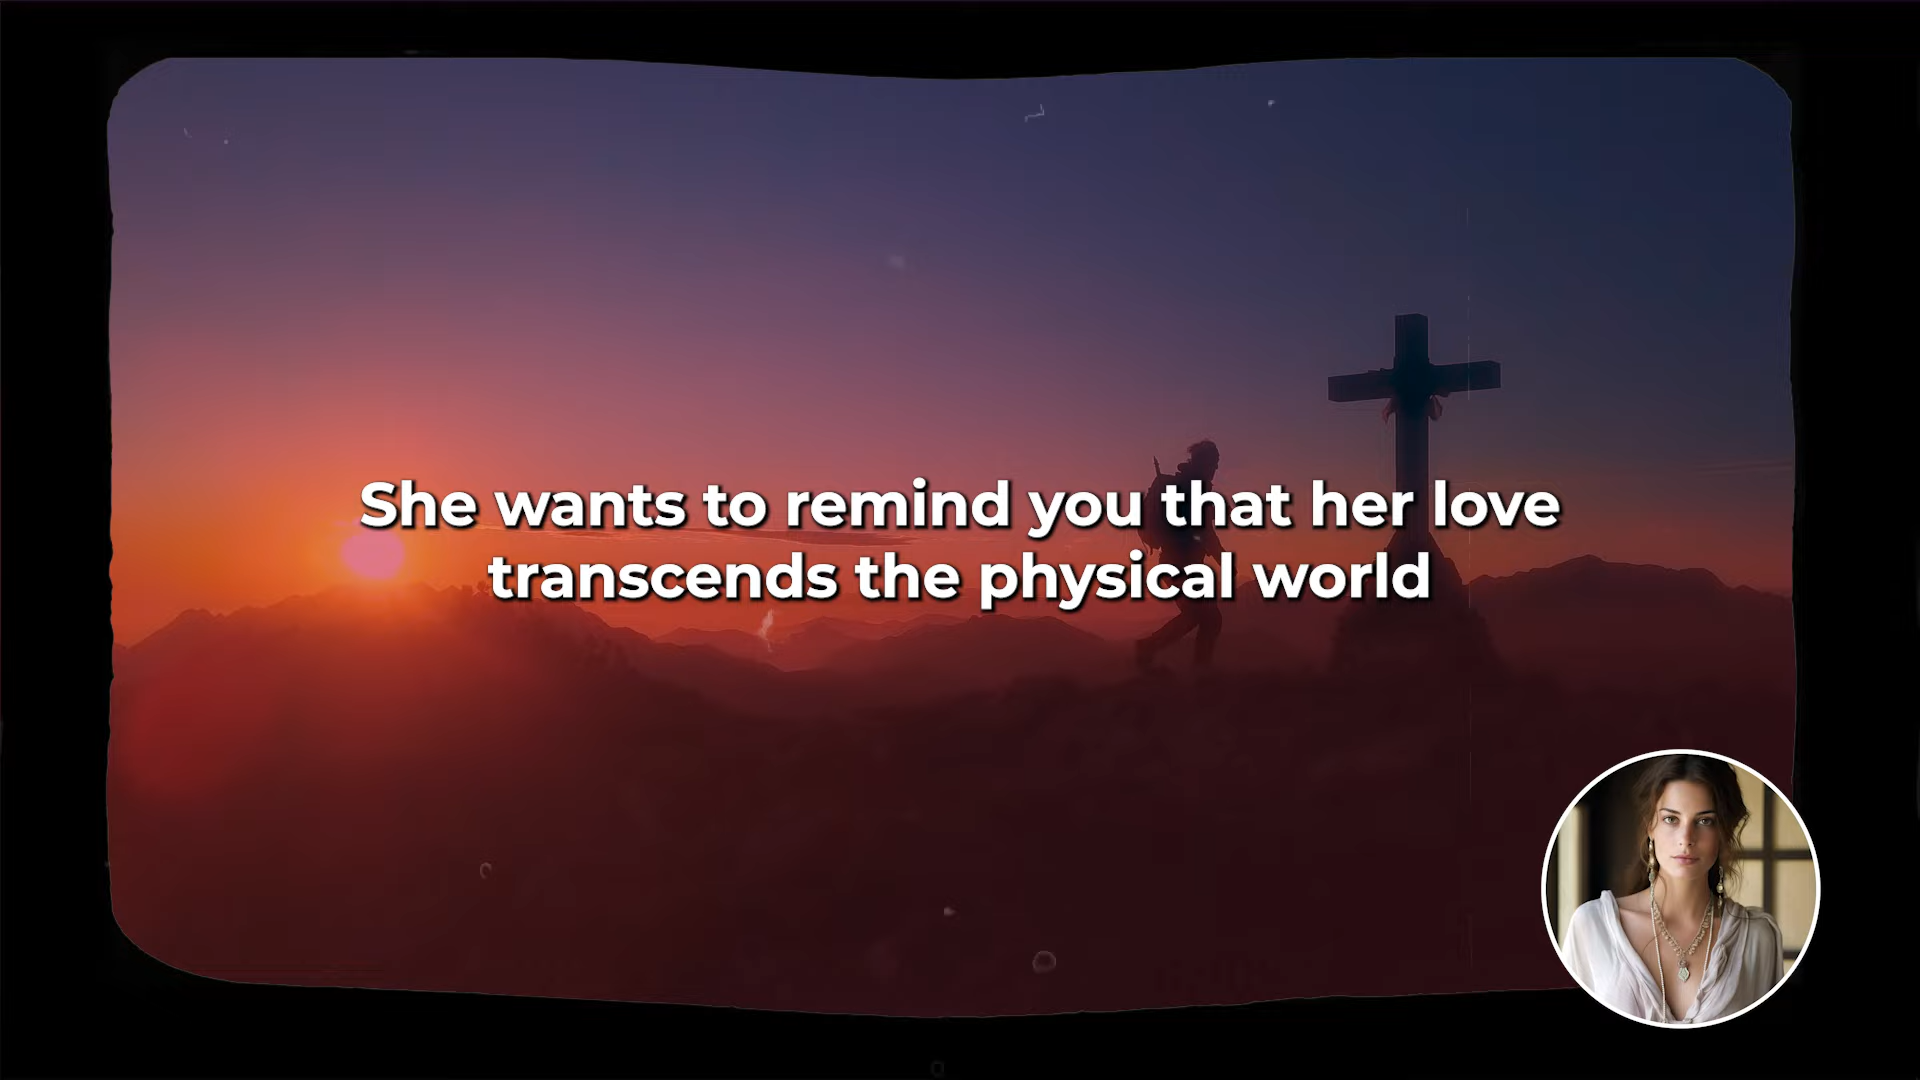 She wants to remind you that her love
transcends the physical world